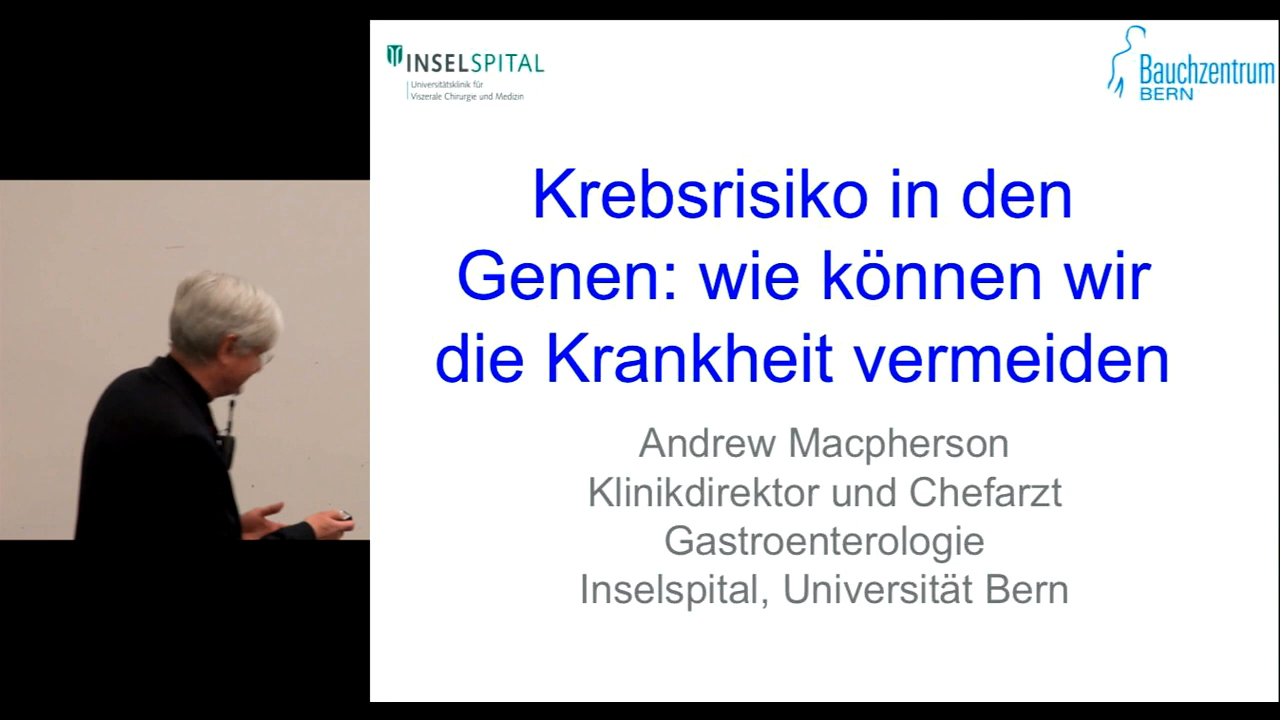 INSELSPITAL
Universitätsklinik für
Viszerale Chirurgie und Medizin
Bauchzentrum
BERN
Krebsrisiko in den
Genen: wie können wir
die Krankheit vermeiden
Andrew Macpherson
Klinikdirektor und Chefarzt
Gastroenterologie
Inselspital, Universität Bern